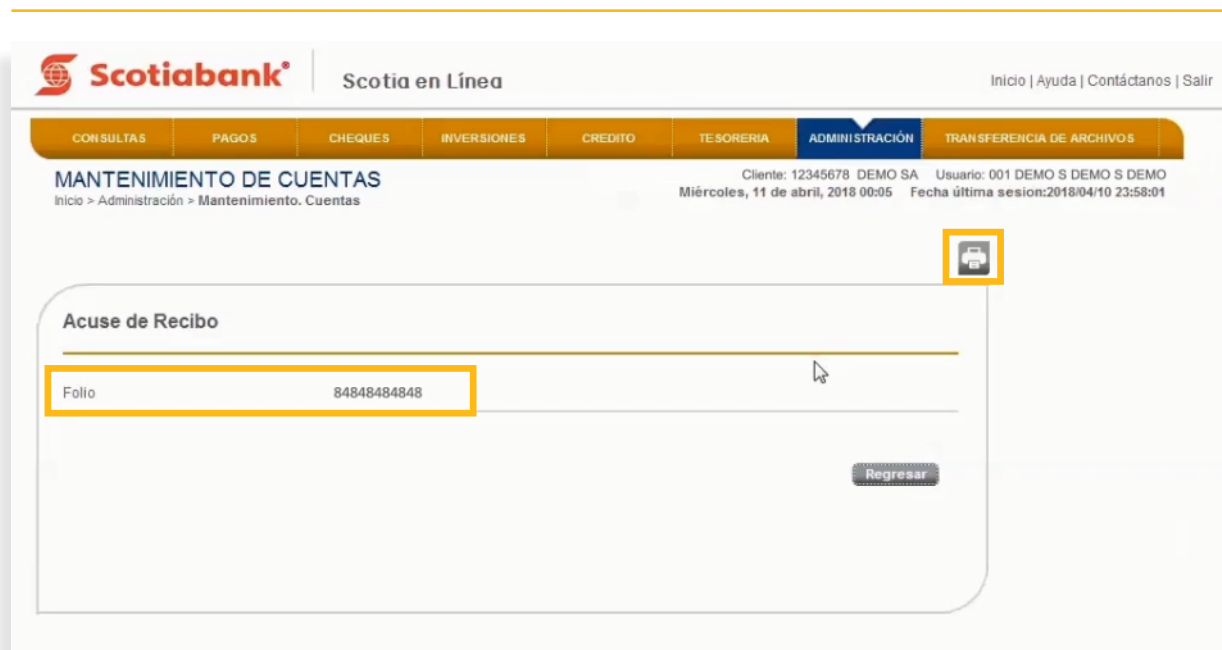 Scotiabank®
Scotia en Línea
Inicio | Ayuda | Contáctanos | Salir
CONSULTAS PAGOS CHEQUES INVERSIONES CREDITO TESORERIA ADMINISTRACIÓN TRANSFERENCIA DE ARCHIVOS
MANTENIMIENTO DE CUENTAS
Cliente: 12345678 DEMO SA Usuario: 001 DEMO S DEMO S DEMO
Inicio > Administración > Mantenimiento. Cuentas
Miércoles, 11 de abril, 2018 00:05 Fecha última sesion:2018/04/10 23:58:01
Acuse de Recibo
Folio 84848484848
Regresar